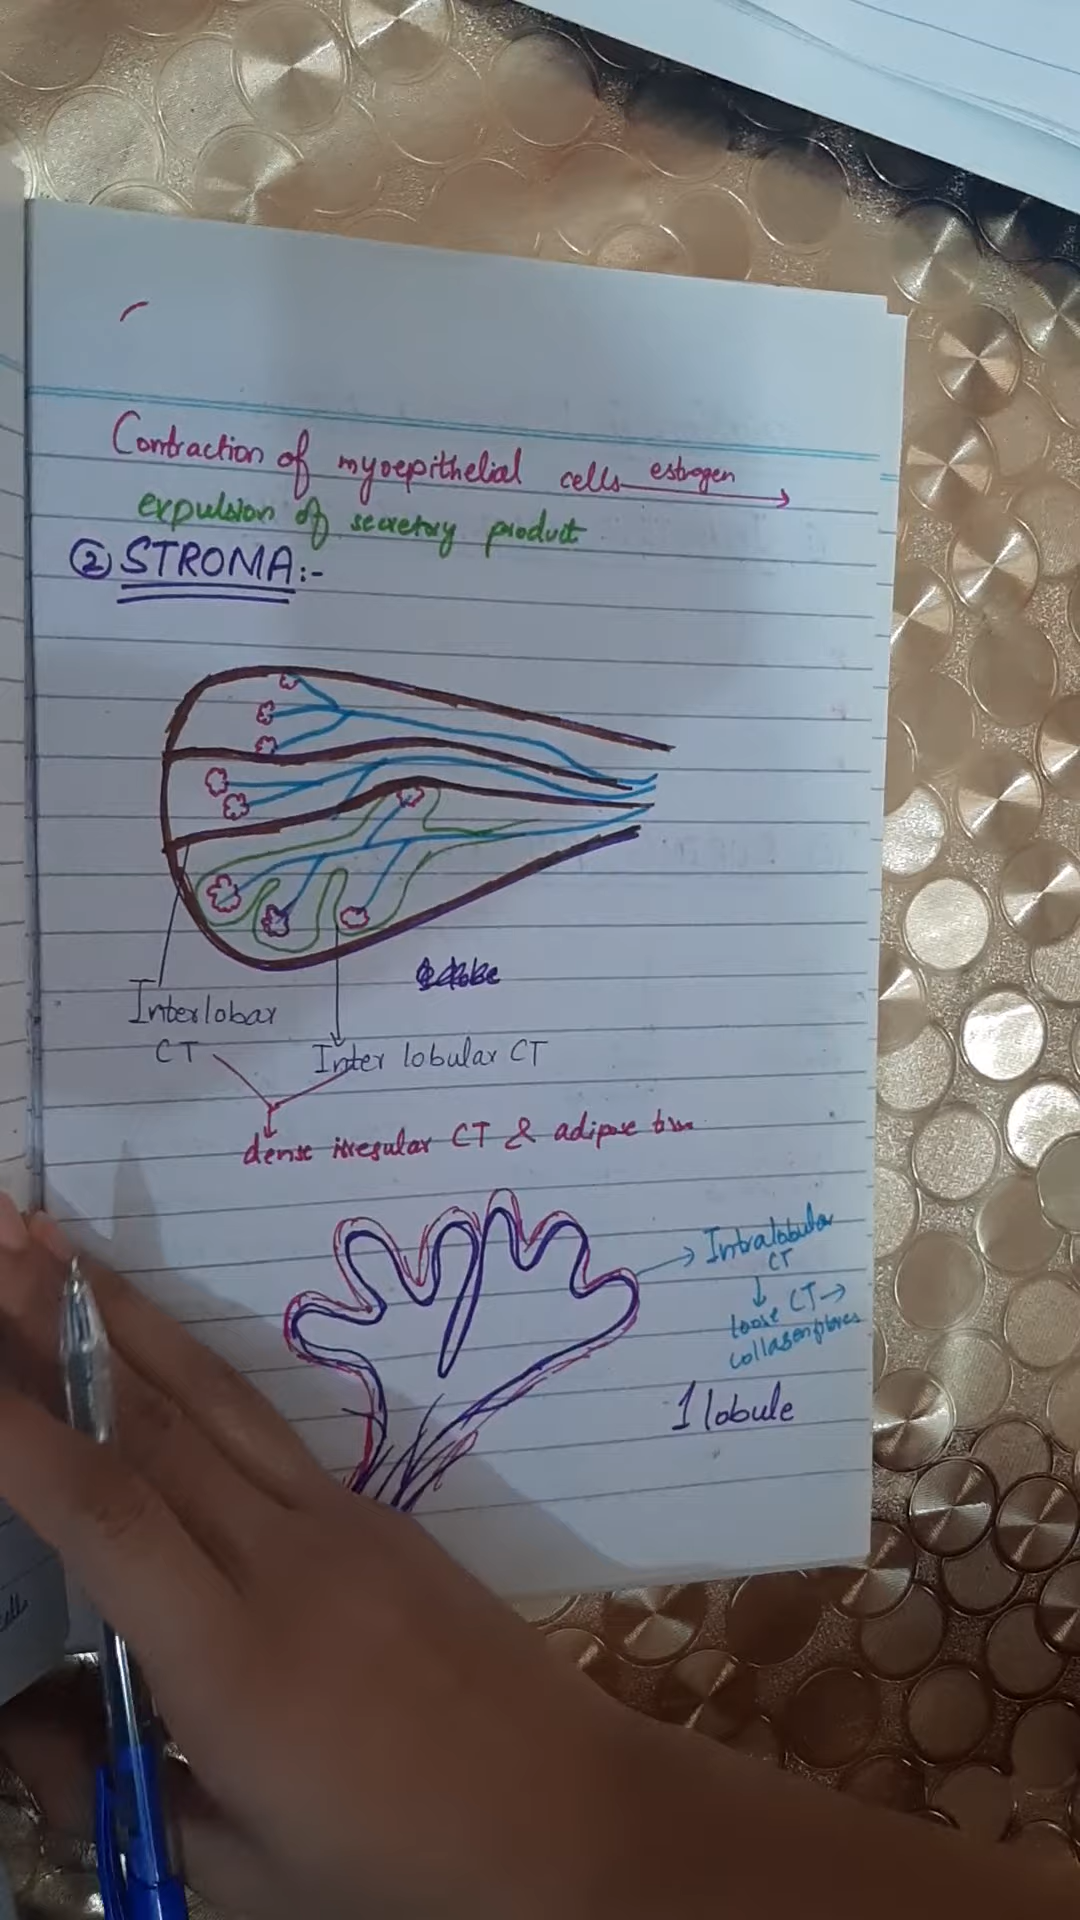 Contraction of myoepithelial cells estrogen
expulsion of secretory product
② STROMA:-
Interlobar
CT
Inter lobular CT
dense irregular CT & adipose
Intralobular
CT
loose CT
collagen fibres
1 lobule
cells